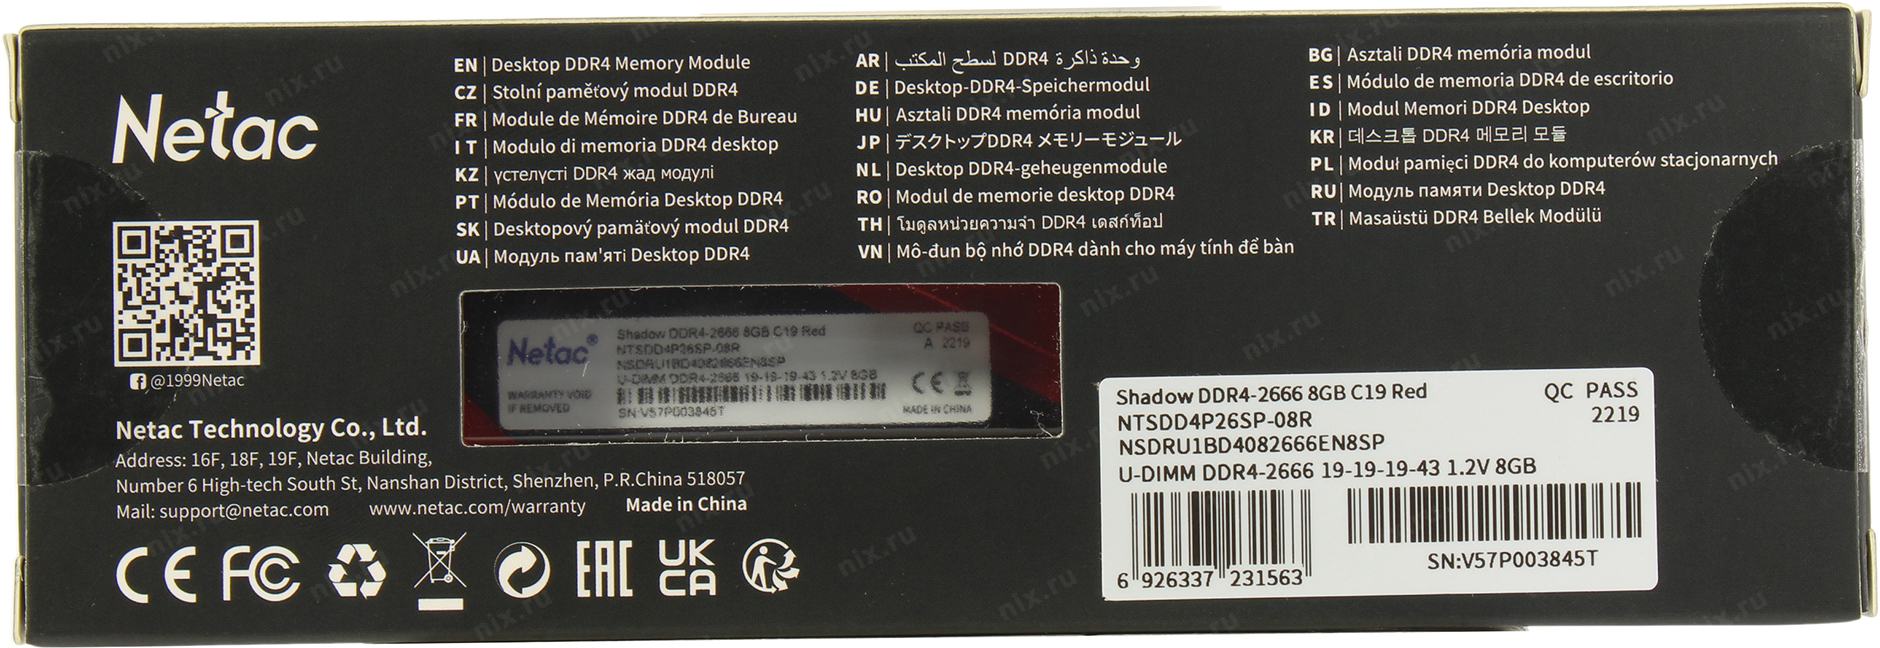 Netac
@1999Netac
Netac Technology Co., Ltd.
Address: 16F, 18F, 19F, Netac Building,
Number 6 High-tech South St, Nanshan District, Shenzhen, P.R.China 518057
Mail: support@netac.com www.netac.com/warranty Made in China
CE FC EAC UK CA
EN | Desktop DDR4 Memory Module
CZ | Stolní paměťový modul DDR4
FR | Module de Mémoire DDR4 de Bureau
IT | Modulo di memoria DDR4 desktop
KZ | үстелүсті DDR4 жад модулі
PT | Módulo de Memória Desktop DDR4
SK | Desktopový pamäťový modul DDR4
UA | Модуль пам'яті Desktop DDR4
AR | وحدة ذاكرة DDR4 لسطح المكتب
DE | Desktop-DDR4-Speichermodul
HU | Asztali DDR4 memória modul
JP | デスクトップDDR4 メモリーモジュール
NL | Desktop DDR4-geheugenmodule
RO | Modul de memorie desktop DDR4
TH | โมดูลหน่วยความจำ DDR4 เดสก์ท็อป
VN | Mô-đun bộ nhớ DDR4 dành cho máy tính để bàn
BG | Asztali DDR4 memória modul
ES | Módulo de memoria DDR4 de escritorio
ID | Modul Memori DDR4 Desktop
KR | 데스크톱 DDR4 메모리 모듈
PL | Moduł pamięci DDR4 do komputerów stacjonarnych
RU | Модуль памяти Desktop DDR4
TR | Masaüstü DDR4 Bellek Modülü
Netac®
WARRANTY VOID
IF REMOVED
Shadow DDR4-2666 8GB C19 Red
NTSDD4P26SP-08R
NSDRU1BD4082666EN8SP
U-DIMM DDR4-2666 19-19-19-43 1.2V 8GB
SN:V57P003845T
QC PASS
A 2219
CE
MADE IN CHINA
Shadow DDR4-2666 8GB C19 Red
QC PASS
2219
NTSDD4P26SP-08R
NSDRU1BD4082666EN8SP
U-DIMM DDR4-2666 19-19-19-43 1.2V 8GB
6 926337 231563
SN:V57P003845T
nix.ru